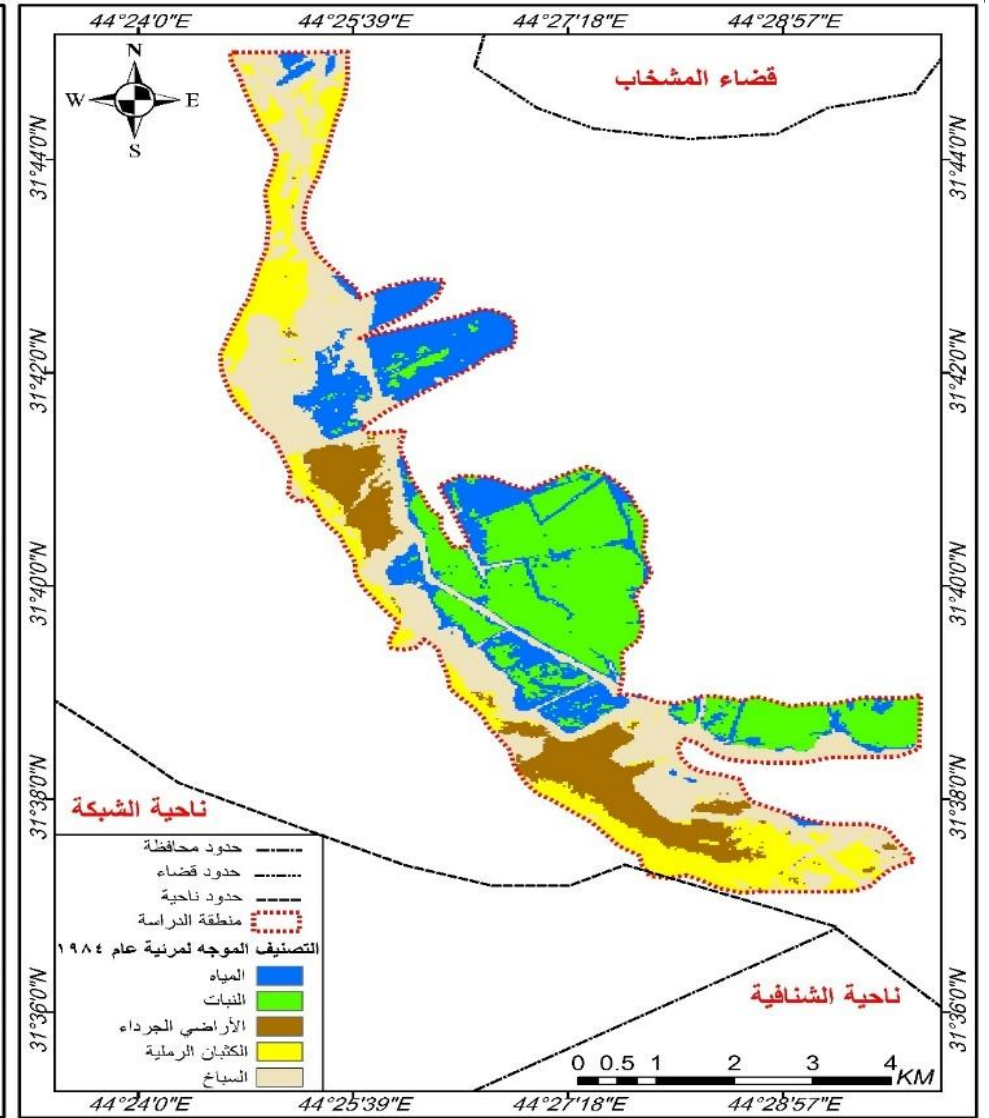 44°24'0"E 44°25'39"E 44°27'18"E 44°28'57"E
N
W E
S
قضاء المشخاب
31°44'0"N 31°44'0"N
31°42'0"N 31°42'0"N
31°40'0"N 31°40'0"N
31°38'0"N 31°38'0"N
ناحية الشبكة
حدود محافظة
حدود قضاء
حدود ناحية
منطقة الدراسة
التصنيف الموجه لمرئية عام ١٩٨٤
المياه
النبات
الأراضي الجرداء
الكثبان الرملية
السباخ
ناحية الشنافية
31°36'0"N 31°36'0"N
0 0.5 1 2 3 4 KM
44°24'0"E 44°25'39"E 44°27'18"E 44°28'57"E